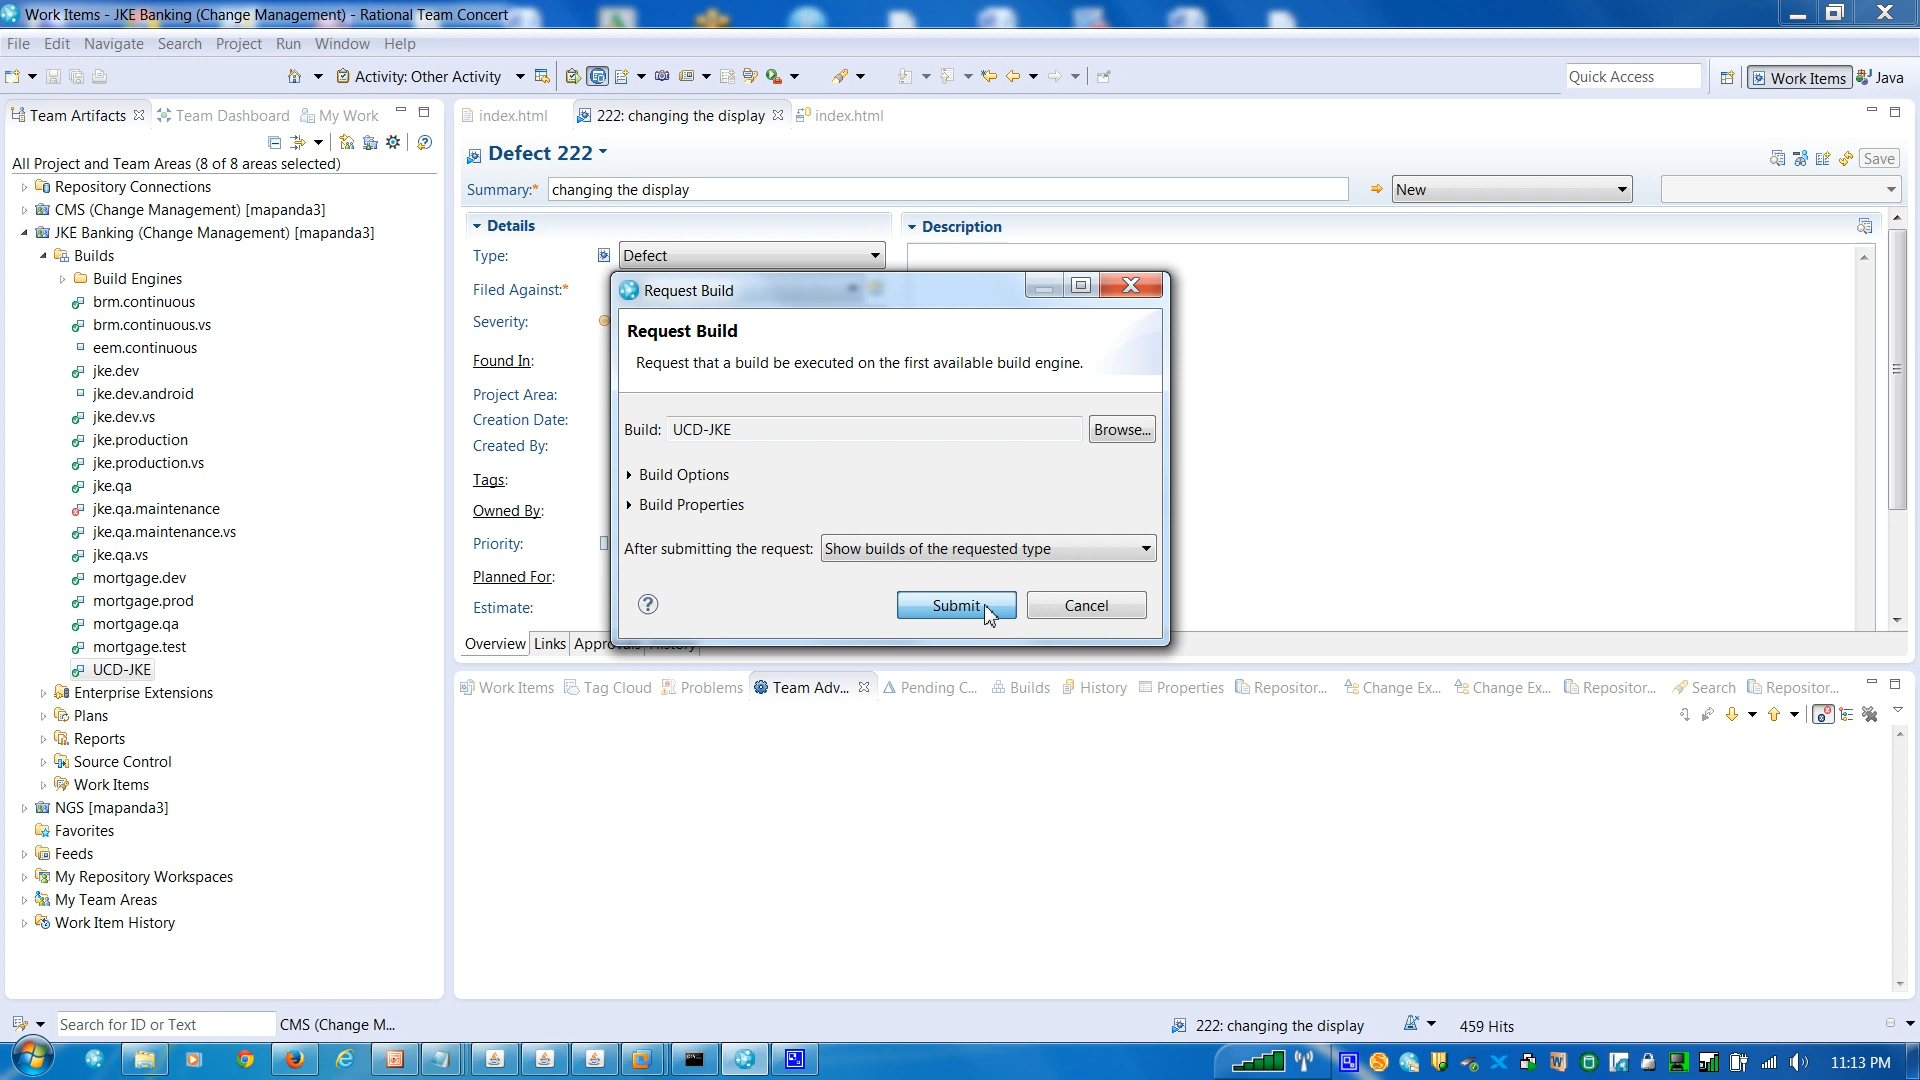 Work Items - JKE Banking (Change Management) - Rational Team Concert
File Edit Navigate Search Project Run Window Help
Activity: Other Activity
Quick Access
Work Items
Java
Team Artifacts
Team Dashboard
My Work
All Project and Team Areas (8 of 8 areas selected)
Repository Connections
CMS (Change Management) [mapanda3]
JKE Banking (Change Management) [mapanda3]
Builds
Build Engines
brm.continuous
brm.continuous.vs
eem.continuous
jke.dev
jke.dev.android
jke.dev.vs
jke.production
jke.production.vs
jke.qa
jke.qa.maintenance
jke.qa.maintenance.vs
jke.qa.vs
mortgage.dev
mortgage.prod
mortgage.qa
mortgage.test
UCD-JKE
Enterprise Extensions
Plans
Reports
Source Control
Work Items
NGS [mapanda3]
Favorites
Feeds
My Repository Workspaces
My Team Areas
Work Item History
index.html
222: changing the display
index.html
Defect 222
Save
Summary:* changing the display
New
Details
Description
Type: Defect
Filed Against:*
Severity:
Found In:
Project Area:
Creation Date:
Created By:
Tags:
Owned By:
Priority:
Planned For:
Estimate:
Overview Links Approvals History
Request Build
Request Build
Request that a build be executed on the first available build engine.
Build: UCD-JKE
Browse...
Build Options
Build Properties
After submitting the request: Show builds of the requested type
Submit
Cancel
Work Items
Tag Cloud
Problems
Team Adv...
Pending C...
Builds
History
Properties
Repositor...
Change Ex...
Change Ex...
Repositor...
Search
Repositor...
Search for ID or Text
CMS (Change M...
222: changing the display
459 Hits
11:13 PM